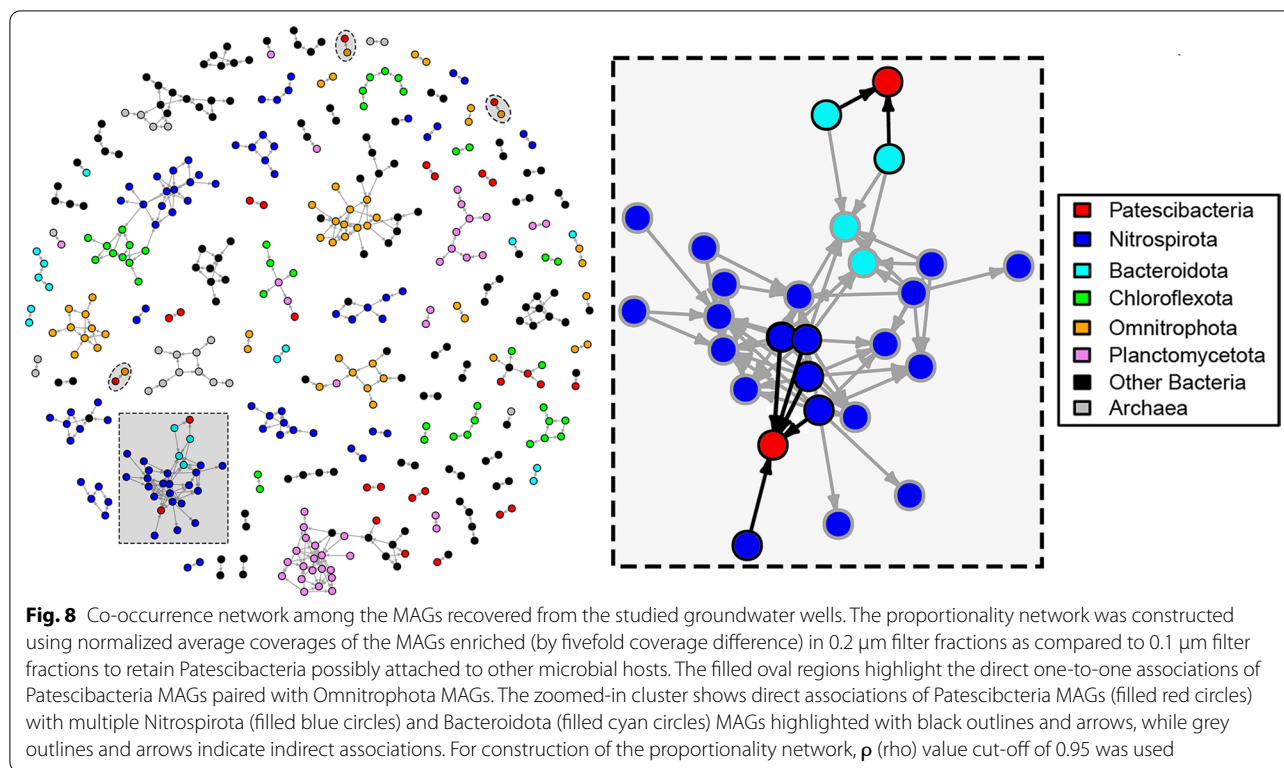 Patescibacteria
Nitrospirota
Bacteroidota
Chloroflexota
Omnitrophota
Planctomycetota
Other Bacteria
Archaea
Fig. 8 Co-occurrence network among the MAGs recovered from the studied groundwater wells. The proportionality network was constructed
using normalized average coverages of the MAGs enriched (by fivefold coverage difference) in 0.2 μm filter fractions as compared to 0.1 μm filter
fractions to retain Patescibacteria possibly attached to other microbial hosts. The filled oval regions highlight the direct one-to-one associations of
Patescibacteria MAGs paired with Omnitrophota MAGs. The zoomed-in cluster shows direct associations of Patescibcteria MAGs (filled red circles)
with multiple Nitrospirota (filled blue circles) and Bacteroidota (filled cyan circles) MAGs highlighted with black outlines and arrows, while grey
outlines and arrows indicate indirect associations. For construction of the proportionality network, ρ (rho) value cut-off of 0.95 was used